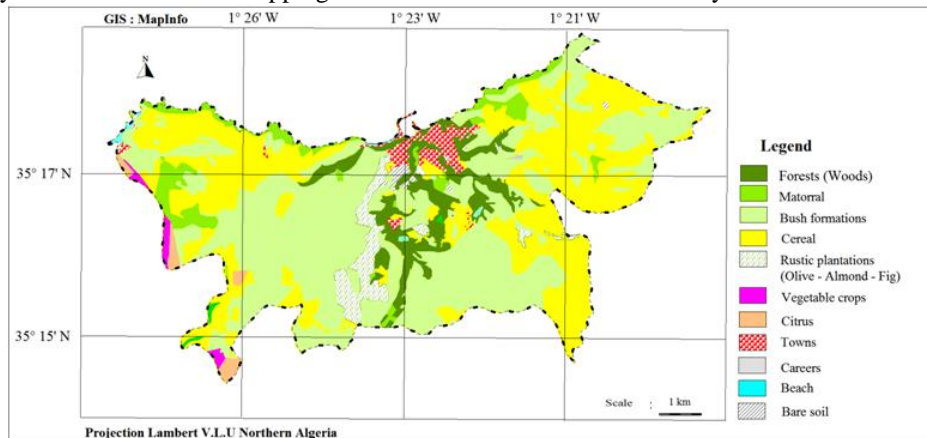 GIS : MapInfo
1° 26' W
1° 23' W
1° 21' W
N
35° 17' N
35° 15' N
Legend
Forests (Woods)
Matorral
Bush formations
Cereal
Rustic plantations
(Olive - Almond - Fig)
Vegetable crops
Citrus
Towns
Careers
Beach
Bare soil
Scale : 1 km
Projection Lambert V.L.U Northern Algeria